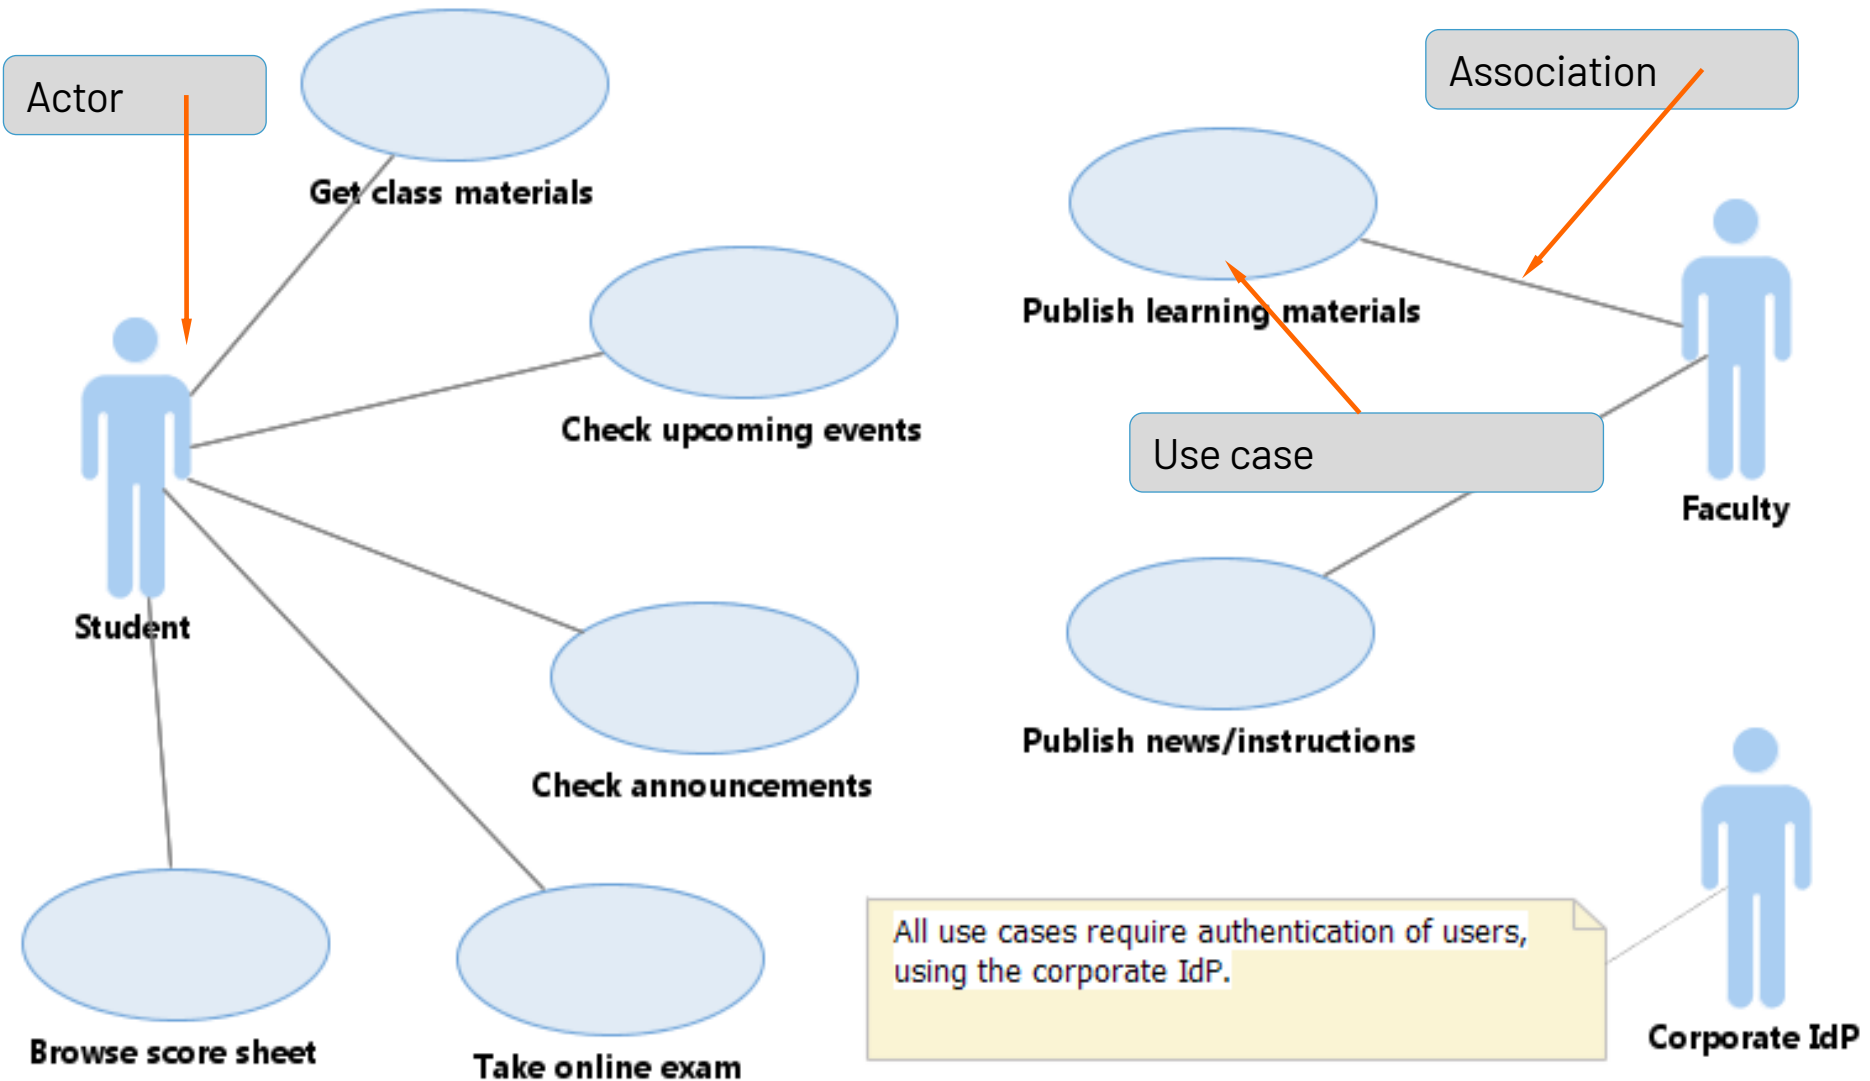 Actor
Association
Get class materials
Publish learning materials
Check upcoming events
Use case
Faculty
Student
Publish news/instructions
Check announcements
All use cases require authentication of users,
using the corporate IdP.
Corporate IdP
Browse score sheet
Take online exam